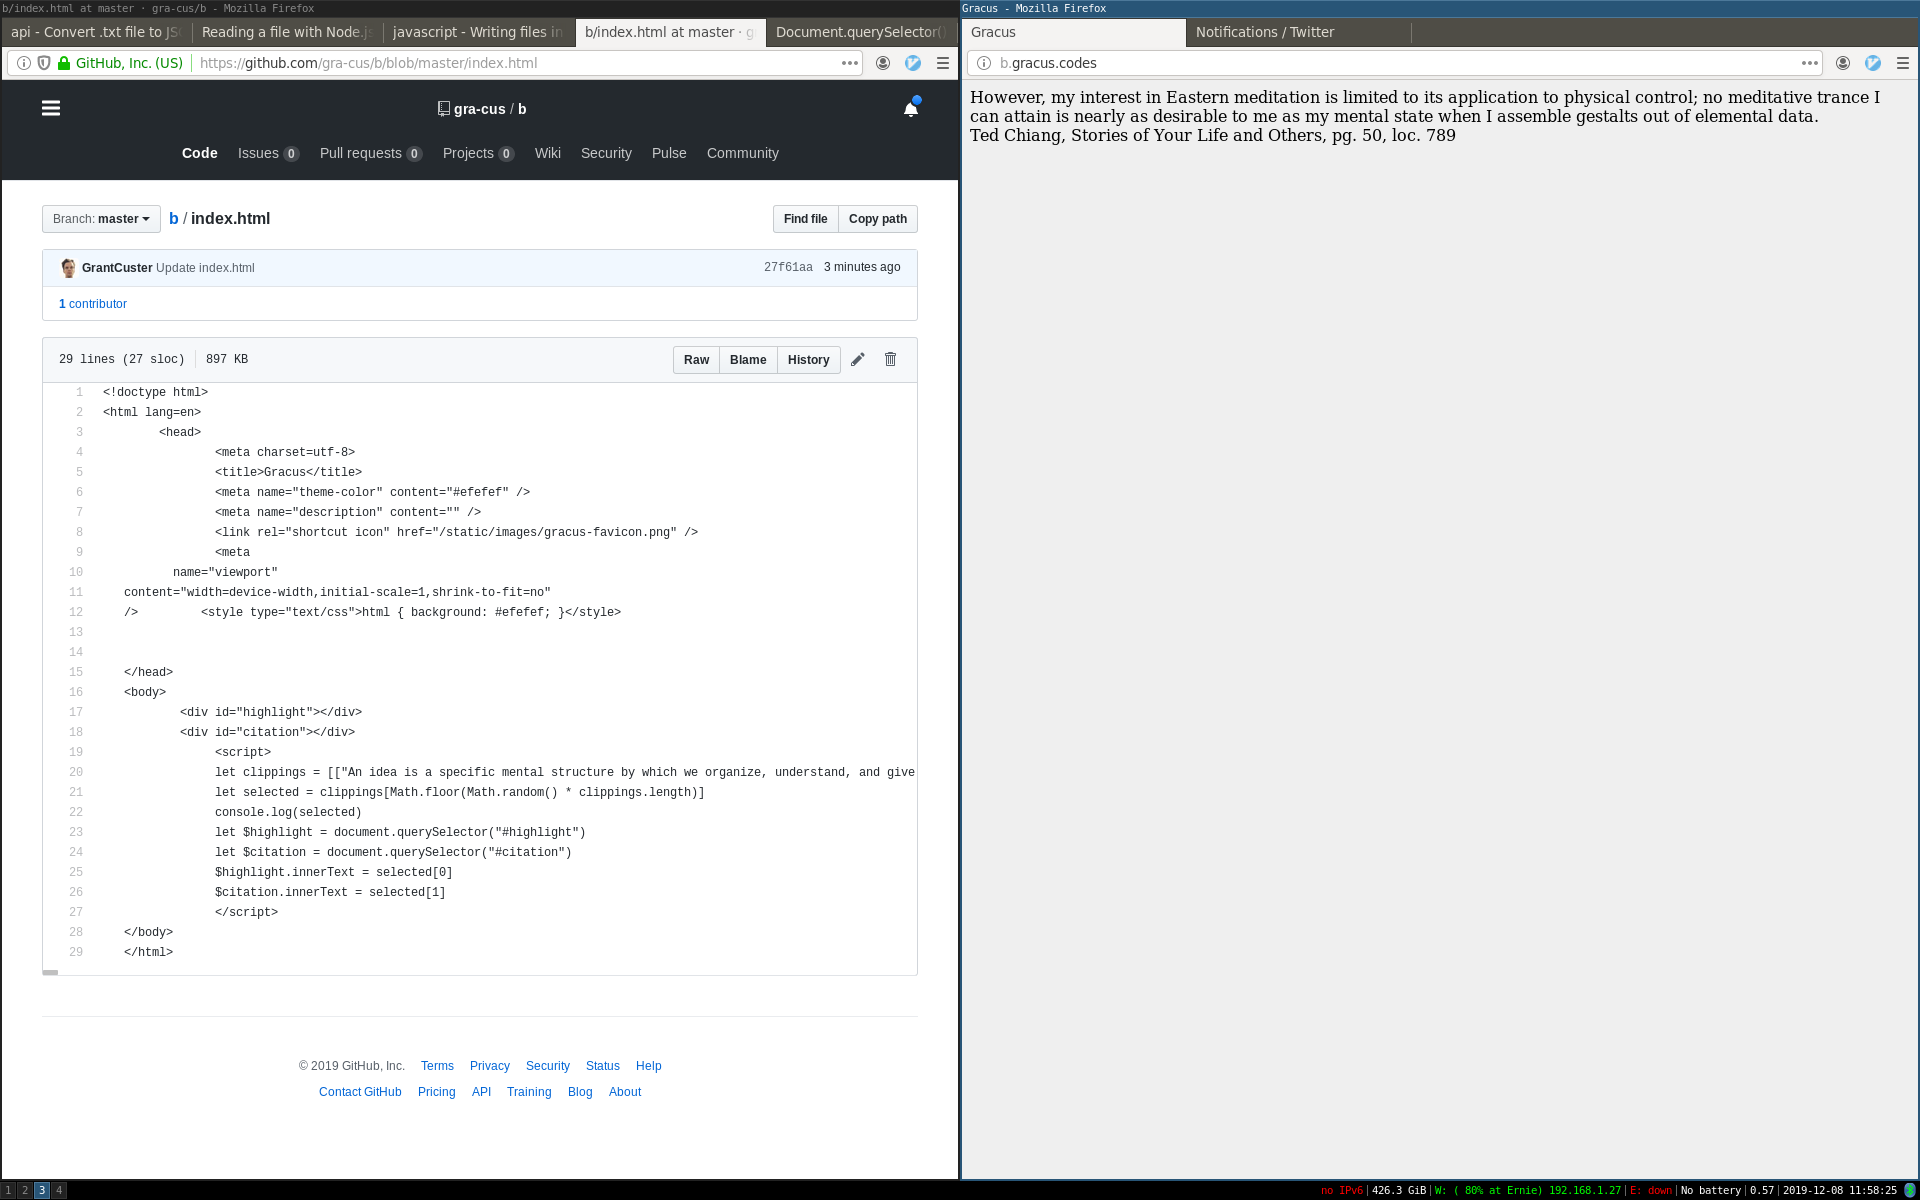 b/index.html at master · gra-cus/b - Mozilla Firefox
api - Convert .txt file to JS
Reading a file with Node.js
javascript - Writing files in
b/index.html at master · g
Document.querySelector()
GitHub, Inc. (US)
https://github.com/gra-cus/b/blob/master/index.html
gra-cus / b
Code Issues 0 Pull requests 0 Projects 0 Wiki Security Pulse Community
Branch: master
b / index.html
Find file Copy path
GrantCuster Update index.html
27f61aa 3 minutes ago
1 contributor
29 lines (27 sloc) 897 KB
Raw Blame History
1 <!doctype html>
2 <html lang=en>
3 <head>
4 <meta charset=utf-8>
5 <title>Gracus</title>
6 <meta name="theme-color" content="#efefef" />
7 <meta name="description" content="" />
8 <link rel="shortcut icon" href="/static/images/gracus-favicon.png" />
9 <meta
10 name="viewport"
11 content="width=device-width,initial-scale=1,shrink-to-fit=no"
12 /> <style type="text/css">html { background: #efefef; }</style>
13
14
15 </head>
16 <body>
17 <div id="highlight"></div>
18 <div id="citation"></div>
19 <script>
20 let clippings = [["An idea is a specific mental structure by which we organize, understand, and give
21 let selected = clippings[Math.floor(Math.random() * clippings.length)]
22 console.log(selected)
23 let $highlight = document.querySelector("#highlight")
24 let $citation = document.querySelector("#citation")
25 $highlight.innerText = selected[0]
26 $citation.innerText = selected[1]
27 </script>
28 </body>
29 </html>
© 2019 GitHub, Inc. Terms Privacy Security Status Help
Contact GitHub Pricing API Training Blog About
Gracus - Mozilla Firefox
Gracus
Notifications / Twitter
b.gracus.codes
However, my interest in Eastern meditation is limited to its application to physical control; no meditative trance I
can attain is nearly as desirable to me as my mental state when I assemble gestalts out of elemental data.
Ted Chiang, Stories of Your Life and Others, pg. 50, loc. 789
1 2 3 4
no IPv6|426.3 GiB|W: ( 80% at Ernie) 192.168.1.27|E: down|No battery|0.57|2019-12-08 11:58:25